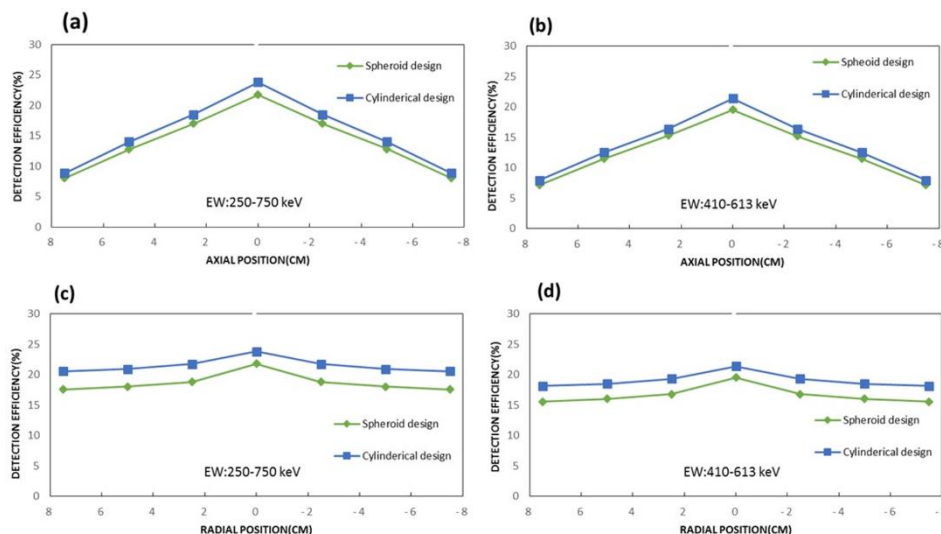 (a)
30
25
20
15
10
5
0
DETECTION EFFICIENCY(%)
Spheroid design
Cylinderical design
EW:250-750 keV
8 6 4 2 0 -2 -4 -6 -8
AXIAL POSITION(CM)
(b)
30
25
20
15
10
5
0
DETECTION EFFICIENCY(%)
Spheoid design
Cylinderical design
EW:410-613 keV
8 6 4 2 0 -2 -4 -6 -8
AXIAL POSITION(CM)
(c)
30
25
20
15
10
5
0
DETECTION EFFICIENCY(%)
Spheroid design
Cylinderical design
EW:250-750 keV
8 6 4 2 0 -2 -4 -6 -8
RADIAL POSITION(CM)
(d)
30
25
20
15
10
5
0
DETECTION EFFICIENCY(%)
Spheroid design
Cylinderical design
EW:410-613 keV
8 6 4 2 0 -2 -4 -6 -8
RADIAL POSITION(CM)